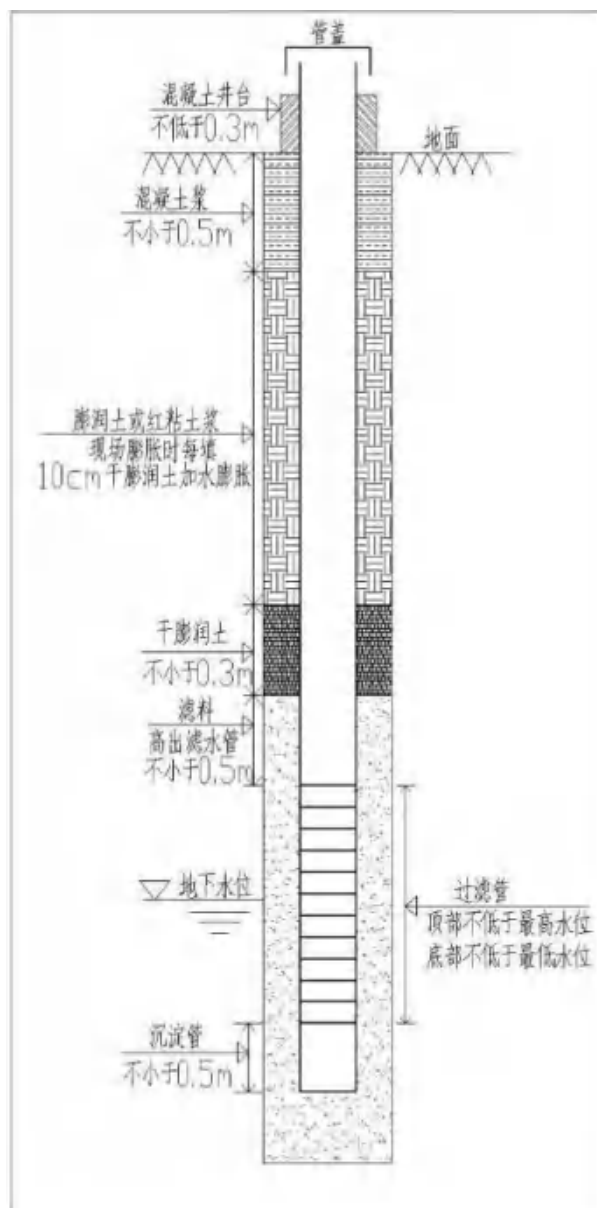 管盖
混凝土井台
不低于0.3m
地面
混凝土浆
不小于0.5m
膨润土或红粘土浆
现场膨胀时每填
10cm干膨润土加水膨胀
干膨润土
不小于0.3m
滤料
高出滤水管
不小于0.5m
地下水位
过滤管
顶部不低于最高水位
底部不低于最低水位
沉淀管
不小于0.5m